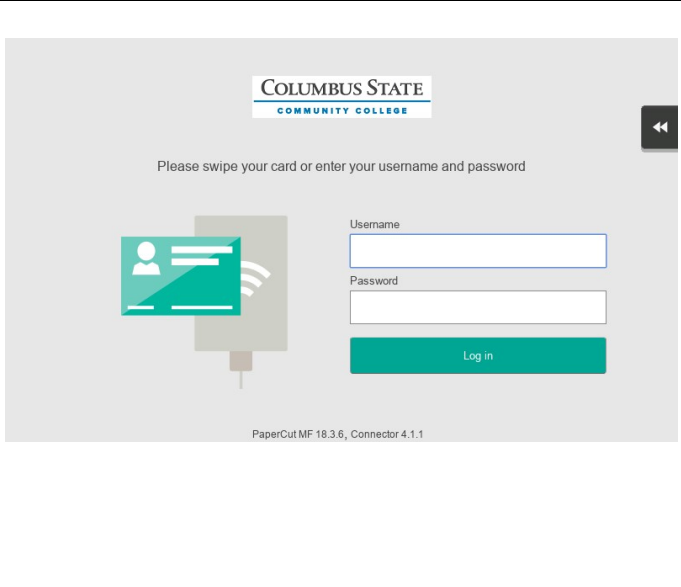 COLUMBUS STATE
COMMUNITY COLLEGE
Please swipe your card or enter your username and password
Username
Password
Log in
PaperCut MF 18.3.6, Connector 4.1.1